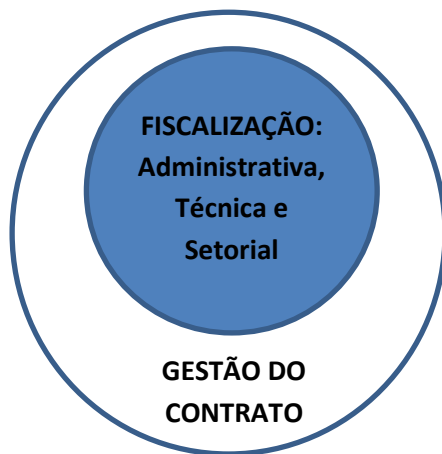 FISCALIZAÇÃO:
Administrativa,
Técnica e
Setorial
GESTÃO DO
CONTRATO